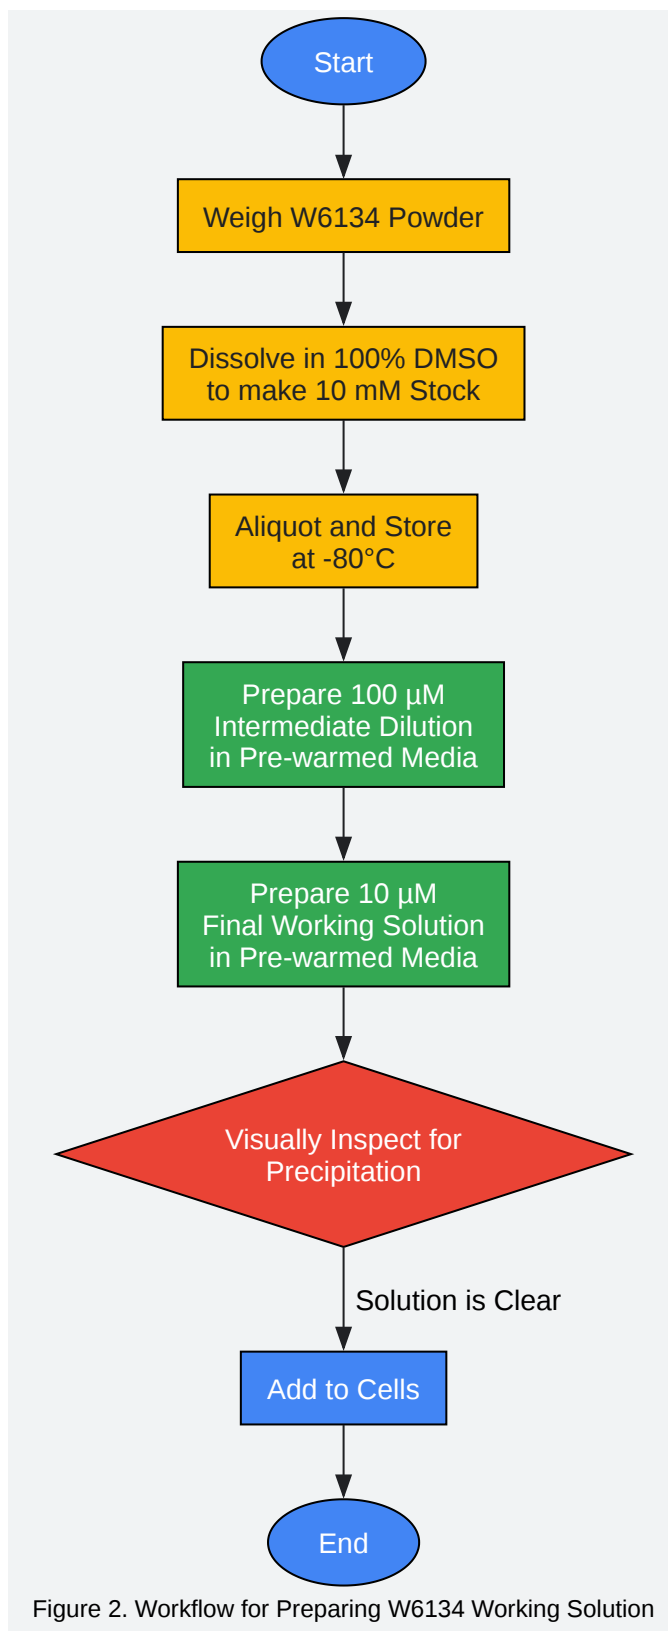 Start
Weigh W6134 Powder
Dissolve in 100% DMSO
to make 10 mM Stock
Aliquot and Store
at -80°C
Prepare 100 µM
Intermediate Dilution
in Pre-warmed Media
Prepare 10 µM
Final Working Solution
in Pre-warmed Media
Visually Inspect for
Precipitation
Solution is Clear
Add to Cells
End
Figure 2. Workflow for Preparing W6134 Working Solution